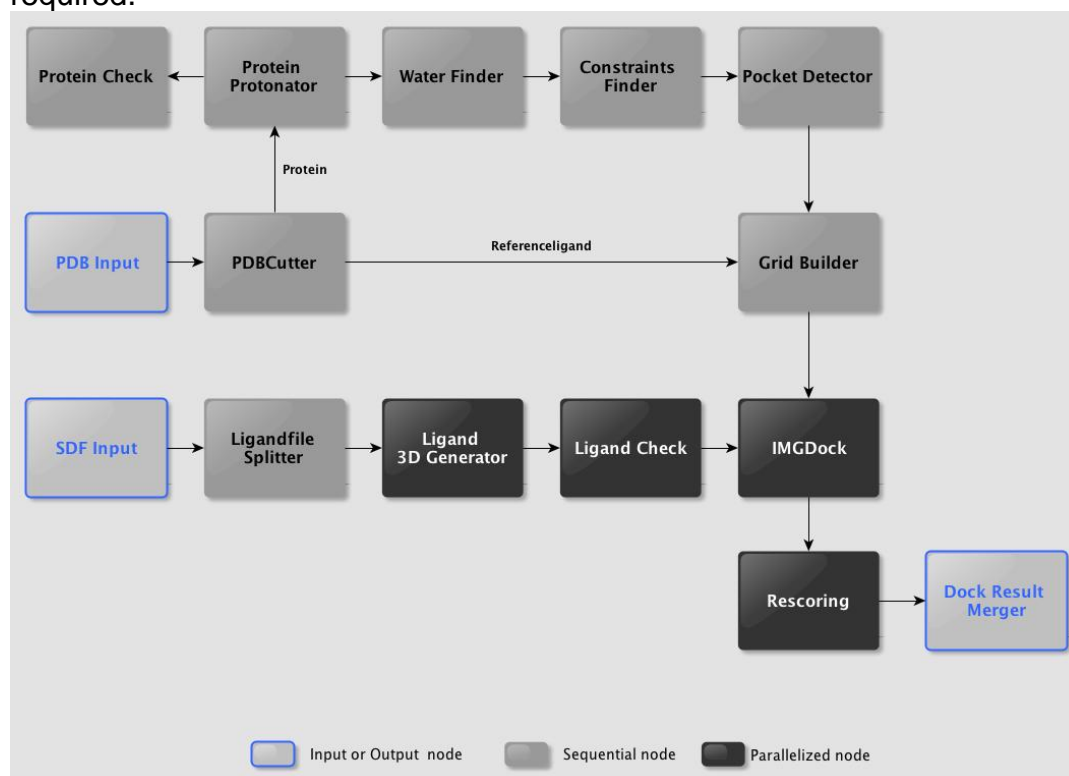 required.
Protein Check
Protein
Protonator
Water Finder
Constraints
Finder
Pocket Detector
Protein
PDB Input
PDBCutter
Referenceligand
Grid Builder
SDF Input
Ligandfile
Splitter
Ligand
3D Generator
Ligand Check
IMGDock
Rescoring
Dock Result
Merger
Input or Output node
Sequential node
Parallelized node